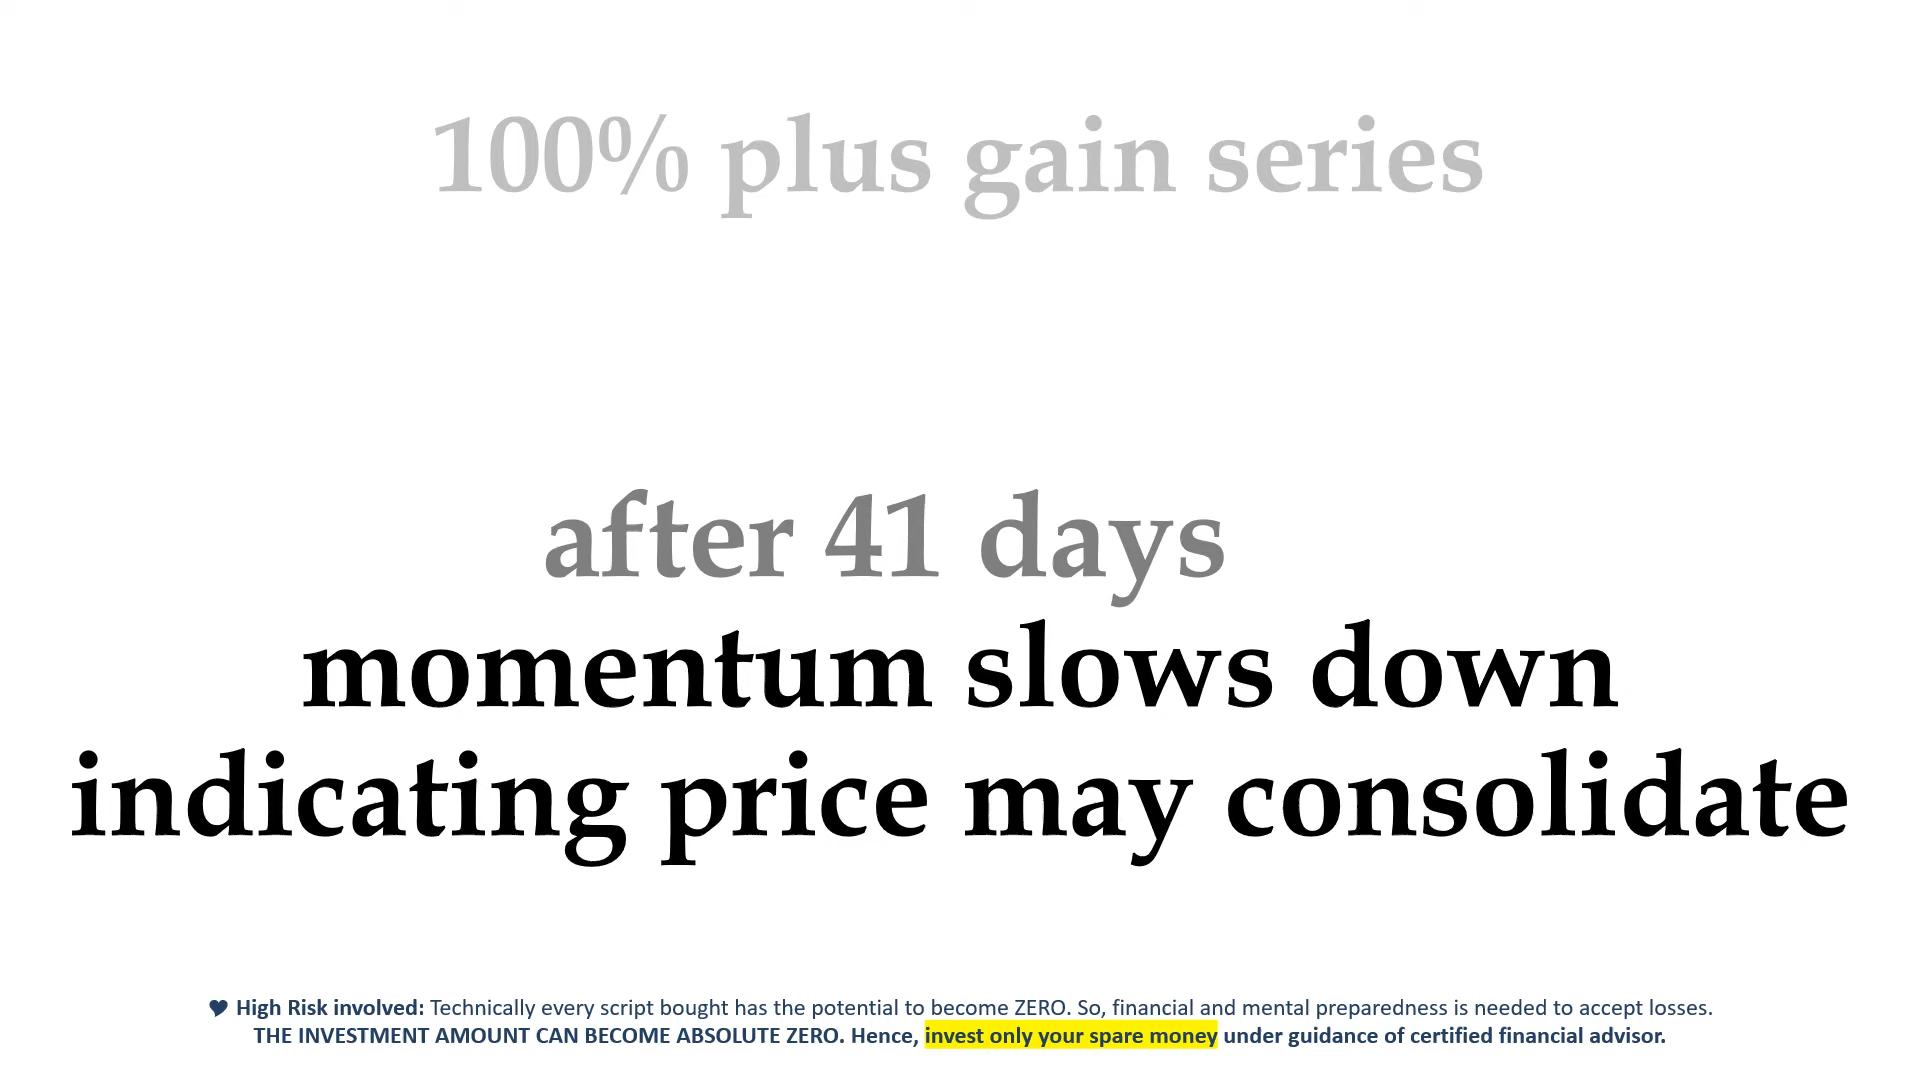 100% plus gain series
after 41 days
momentum slows down
indicating price may consolidate
♥ High Risk involved: Technically every script bought has the potential to become ZERO. So, financial and mental preparedness is needed to accept losses.
THE INVESTMENT AMOUNT CAN BECOME ABSOLUTE ZERO. Hence, invest only your spare money under guidance of certified financial advisor.